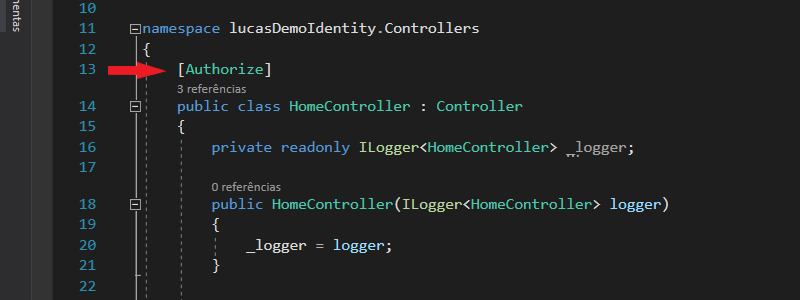 mentas
10
11 namespace lucasDemoIdentity.Controllers
12 {
13 [Authorize]
3 referências
14 public class HomeController : Controller
15 {
16 private readonly ILogger<HomeController> _logger;
17
0 referências
18 public HomeController(ILogger<HomeController> logger)
19 {
20 _logger = logger;
21 }
22